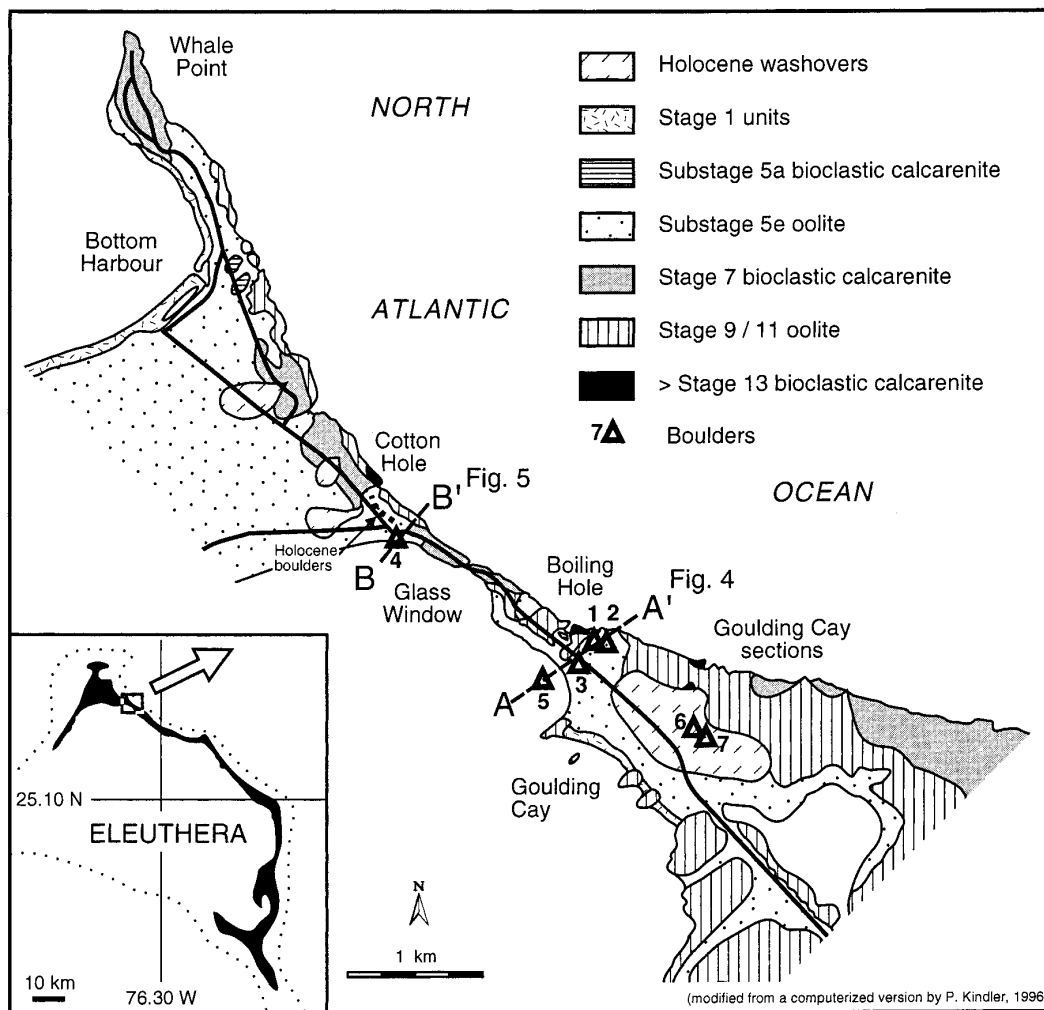 Whale
Point
NORTH
Bottom
Harbour
ATLANTIC
Cotton
Hole
B' Fig. 5
OCEAN
Holocene
boulders
4
B
Glass
Window
Boiling
Hole
Fig. 4
A'
1 2
Goulding Cay
sections
3
5
A
6
7
Goulding
Cay
Holocene washovers
Stage 1 units
Substage 5a bioclastic calcarenite
Substage 5e oolite
Stage 7 bioclastic calcarenite
Stage 9 / 11 oolite
> Stage 13 bioclastic calcarenite
7 Boulders
25.10 N
ELEUTHERA
10 km
76.30 W
N
1 km
(modified from a computerized version by P. Kindler, 1996